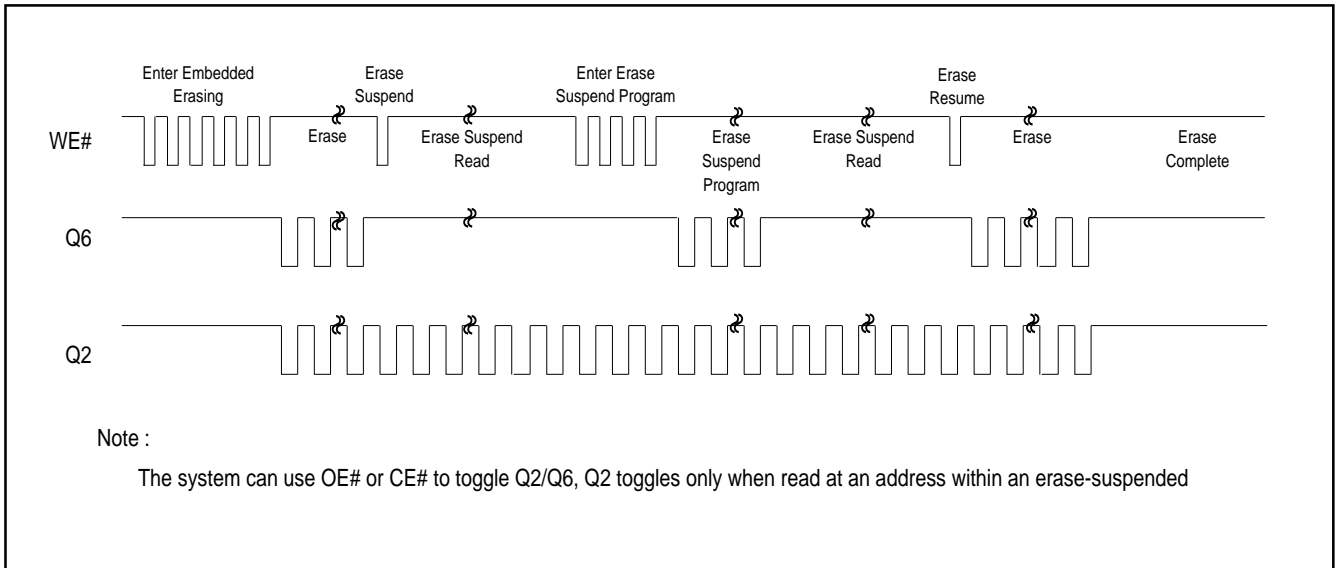 Enter Embedded
Erasing
Erase
Suspend
Enter Erase
Suspend Program
Erase
Resume
WE#
Erase
Erase Suspend
Read
Erase
Suspend
Program
Erase Suspend
Read
Erase
Erase
Complete
Q6
Q2
Note :
The system can use OE# or CE# to toggle Q2/Q6, Q2 toggles only when read at an address within an erase-suspended